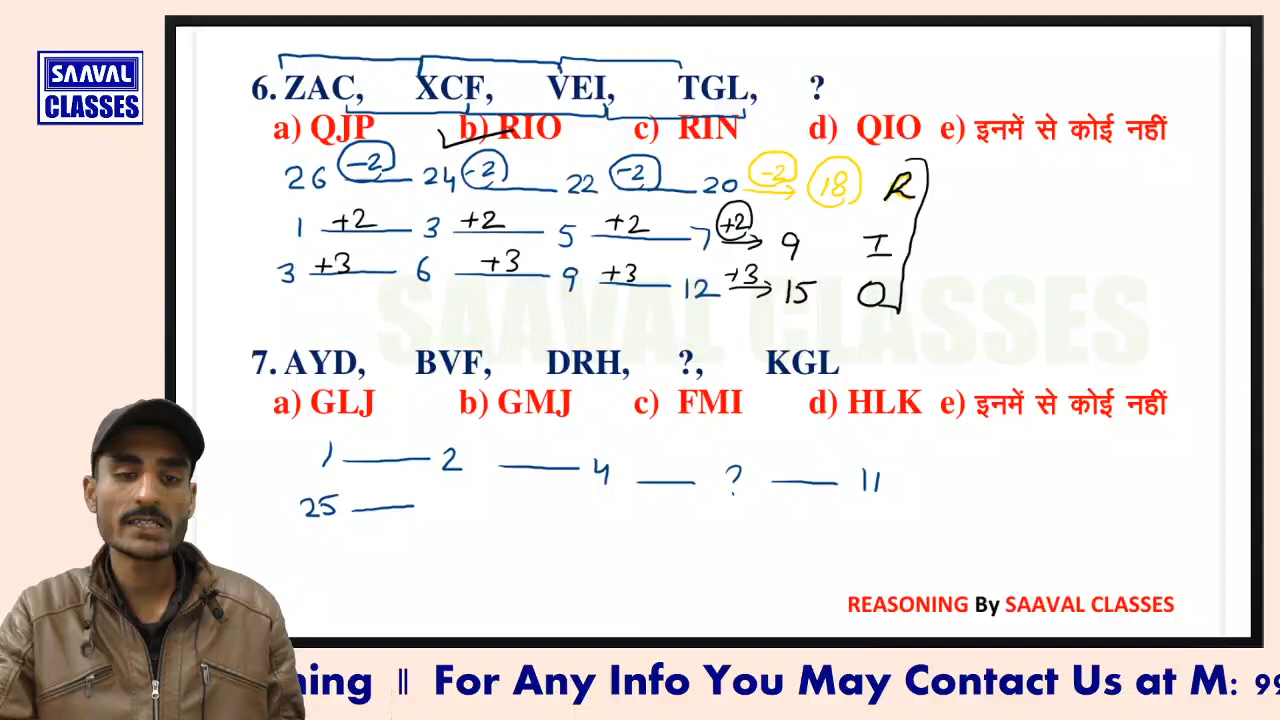 SAAVAL
CLASSES
6. ZAC, XCF, VEI, TGL, ?
a) QJP b) RIO c) RIN d) QIO e) इनमें से कोई नहीं
26 -2 24 -2 22 -2 20 -2 18 R
1 +2 3 +2 5 +2 7 +2 9 I
3 +3 6 +3 9 +3 12 +3 15 O
SAAVAL CLASSES
7. AYD, BVF, DRH, ?, KGL
a) GLJ b) GMJ c) FMI d) HLK e) इनमें से कोई नहीं
1 2 4 ? 11
25
REASONING By SAAVAL CLASSES
ning || For Any Info You May Contact Us at M: 99